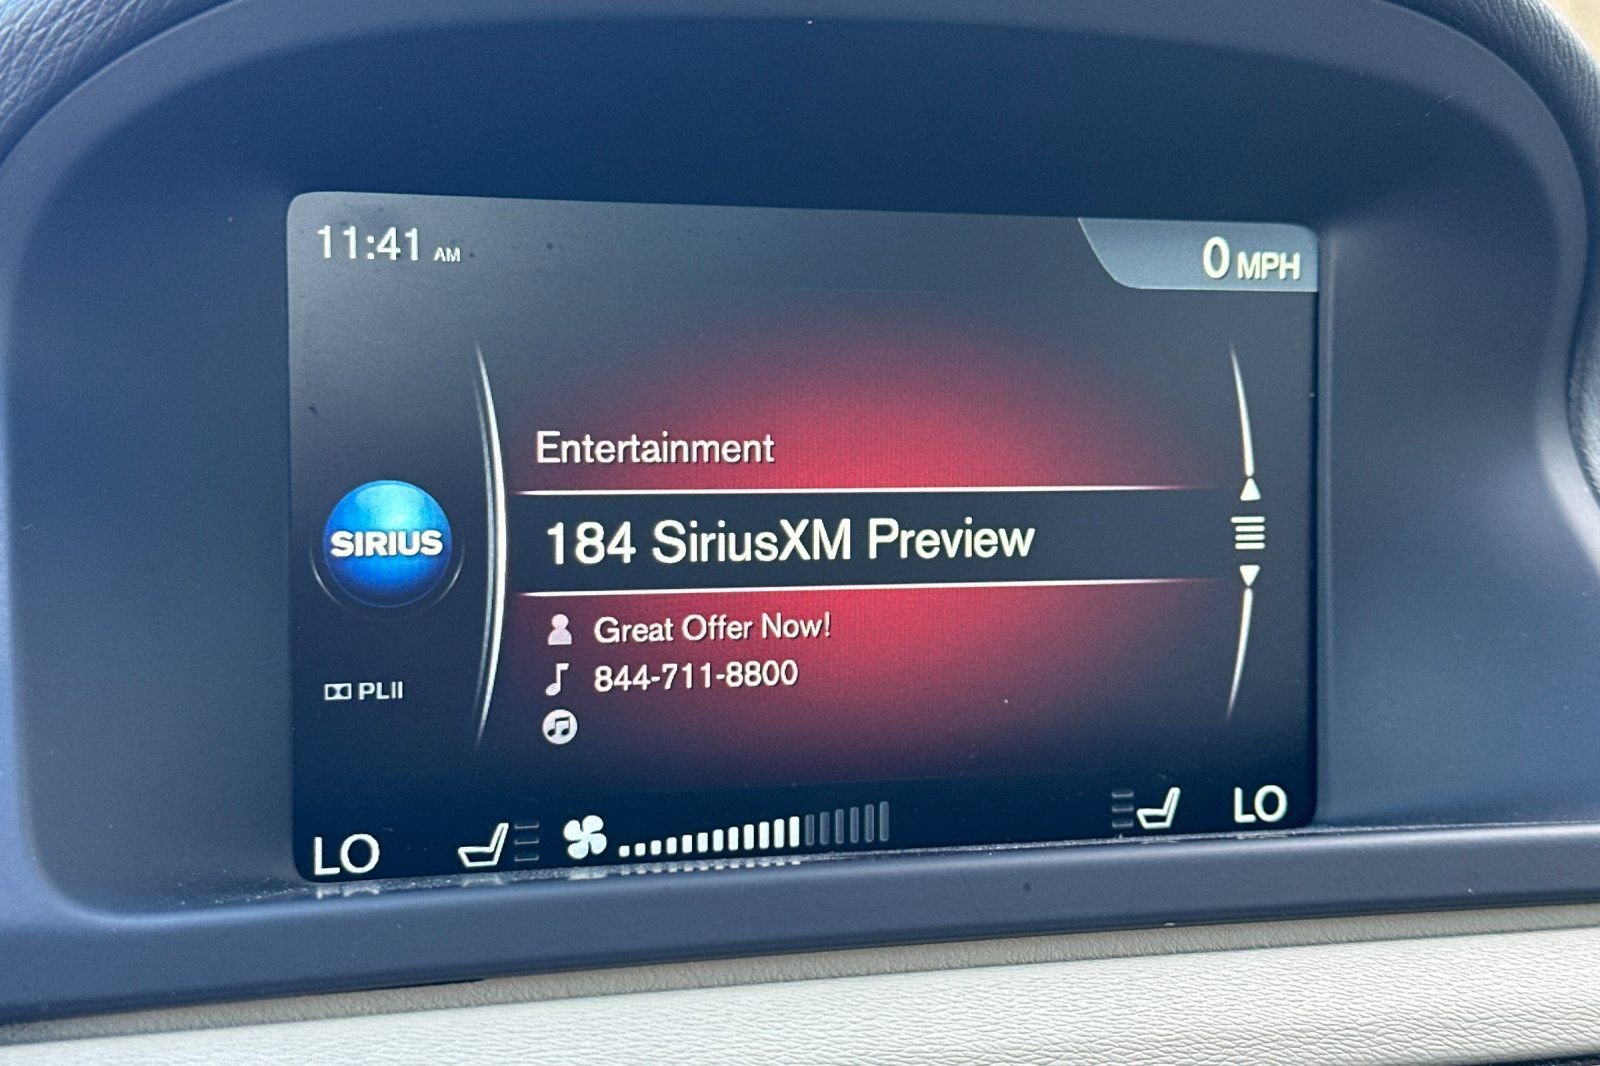 11:41 AM
0 MPH
Entertainment
SIRIUS
184 SiriusXM Preview
Great Offer Now!
844-711-8800
PLII
LO
LO